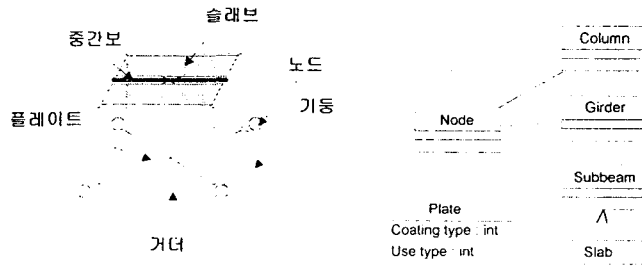 슬래브
중간보
노드
플레이트
기둥
거더
Column
Node
Girder
Subbeam
Plate
Coating type : int
Use type : int
Slab